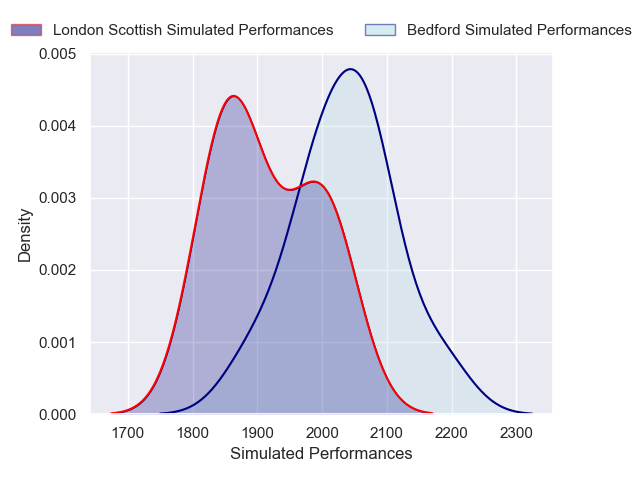 London Scottish Simulated Performances
Bedford Simulated Performances
0.005
0.004
0.003
0.002
0.001
0.000
Density
1700 1800 1900 2000 2100 2200 2300
Simulated Performances